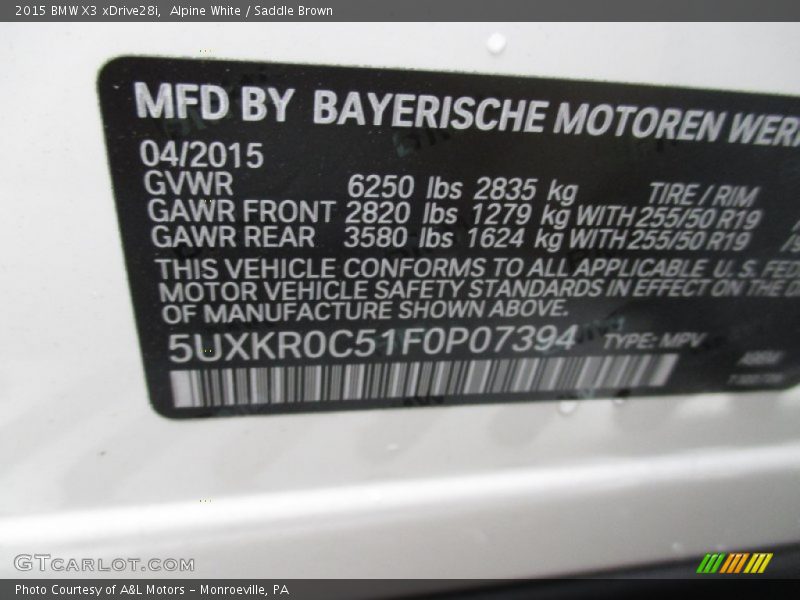 2015 BMW X3 xDrive28i,  Alpine White / Saddle Brown
MFD BY BAYERISCHE MOTOREN WER
04/2015
GVWR 6250 lbs 2835 kg TIRE / RIM
GAWR FRONT 2820 lbs 1279 kg WITH 255/50 R19
GAWR REAR 3580 lbs 1624 kg WITH 255/50 R19
THIS VEHICLE CONFORMS TO ALL APPLICABLE U.S. FED
MOTOR VEHICLE SAFETY STANDARDS IN EFFECT ON THE D
OF MANUFACTURE SHOWN ABOVE.
5UXKR0C51F0P07394 TYPE: MPV
GTCARLOT.COM
Photo Courtesy of A&L Motors – Monroeville, PA